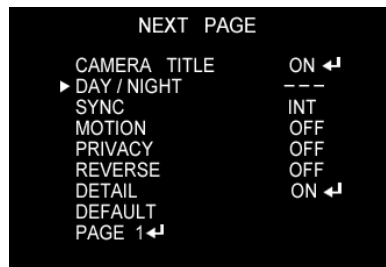 NEXT PAGE
CAMERA TITLE ON ↵
▶ DAY / NIGHT ---
SYNC INT
MOTION OFF
PRIVACY OFF
REVERSE OFF
DETAIL ON ↵
DEFAULT
PAGE 1 ↵